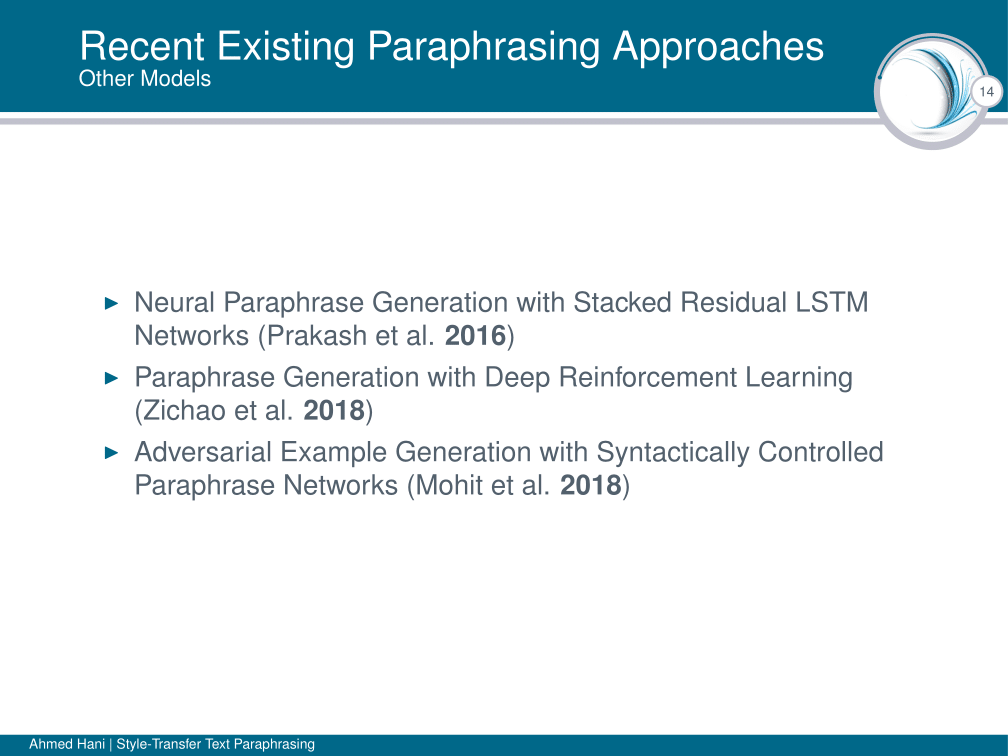 Recent Existing Paraphrasing Approaches
Other Models
14
▶ Neural Paraphrase Generation with Stacked Residual LSTM
Networks (Prakash et al. 2016)
▶ Paraphrase Generation with Deep Reinforcement Learning
(Zichao et al. 2018)
▶ Adversarial Example Generation with Syntactically Controlled
Paraphrase Networks (Mohit et al. 2018)
Ahmed Hani | Style-Transfer Text Paraphrasing